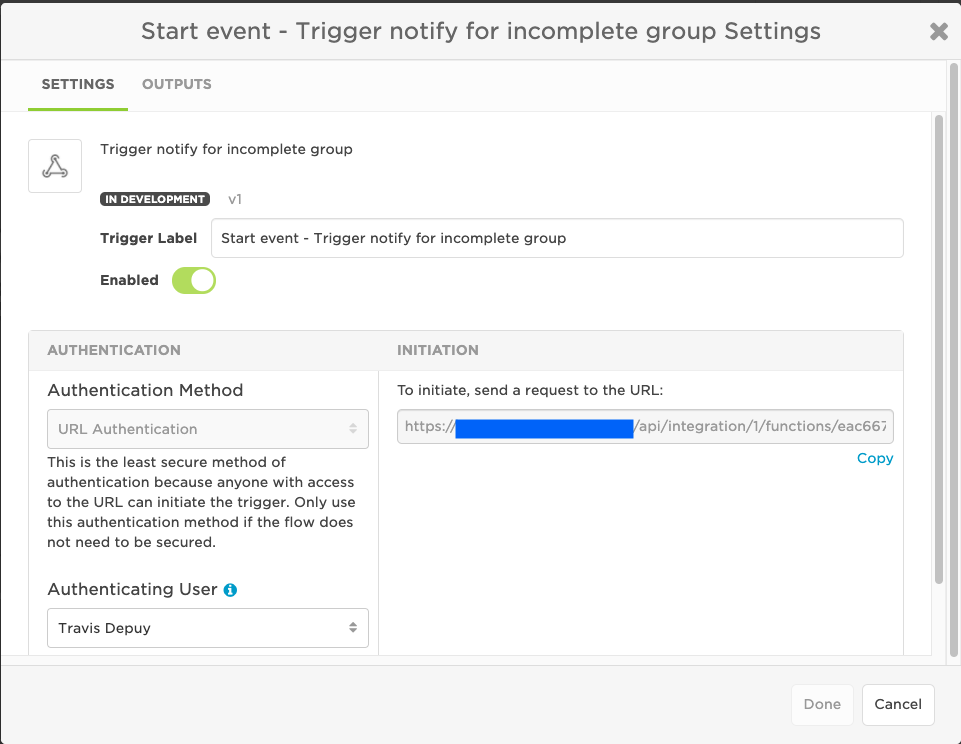 Start event - Trigger notify for incomplete group Settings
SETTINGS
OUTPUTS
Trigger notify for incomplete group
IN DEVELOPMENT
v1
Trigger Label
Start event - Trigger notify for incomplete group
Enabled
AUTHENTICATION
INITIATION
Authentication Method
URL Authentication
This is the least secure method of
authentication because anyone with access
to the URL can initiate the trigger. Only use
this authentication method if the flow does
not need to be secured.
Authenticating User
Travis Depuy
To initiate, send a request to the URL:
https:// /api/integration/1/functions/eac667
Copy
Done
Cancel